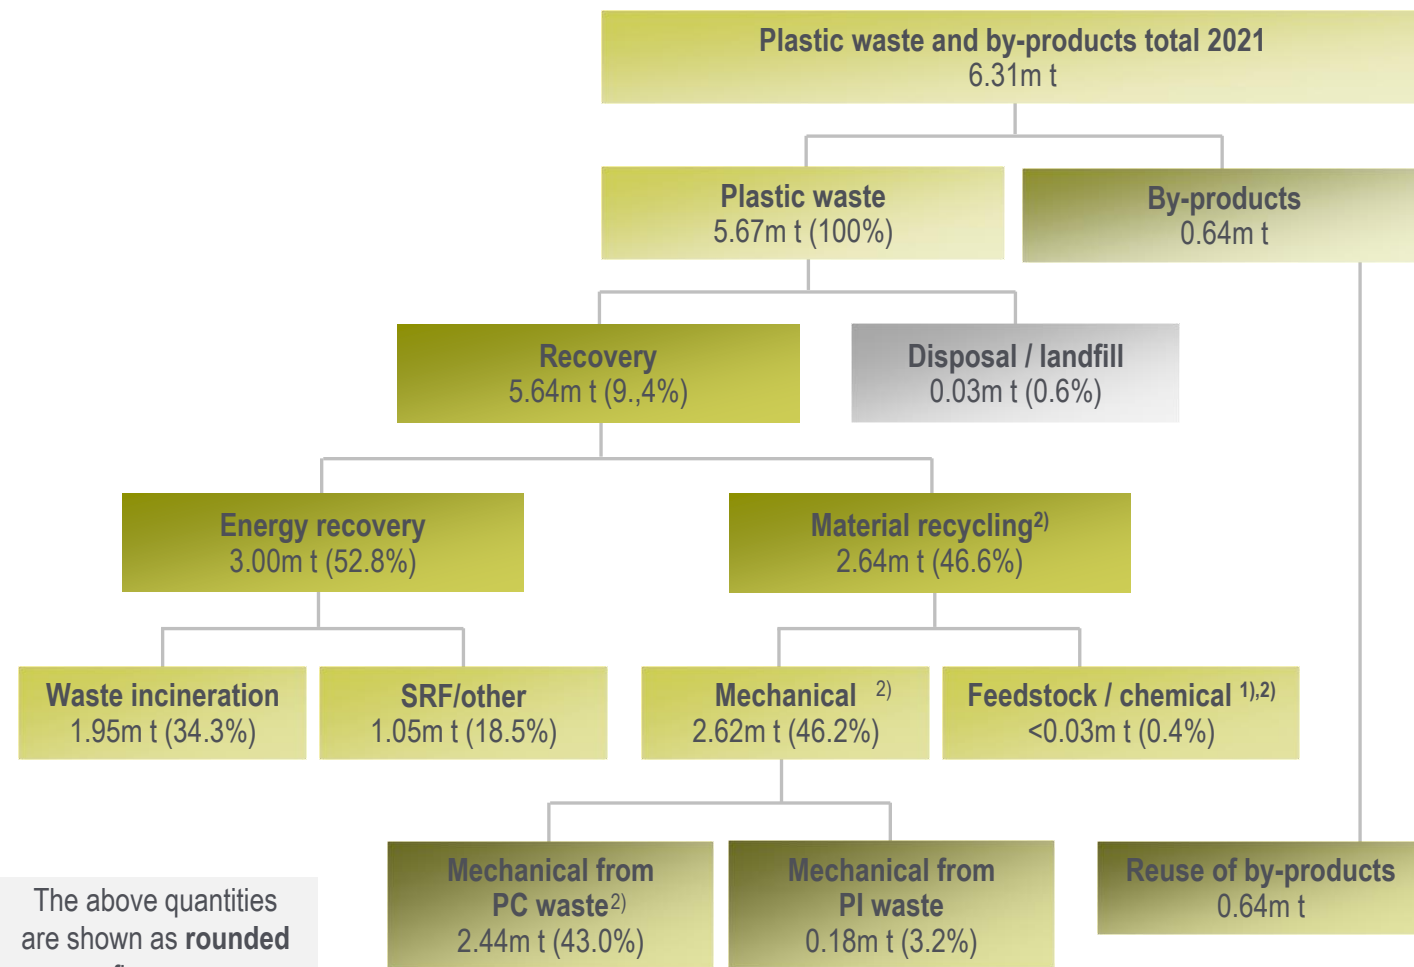 Plastic waste and by-products total 2021
6.31m t
Plastic waste
5.67m t (100%)
By-products
0.64m t
Recovery
5.64m t (9.,4%)
Disposal / landfill
0.03m t (0.6%)
Energy recovery
3.00m t (52.8%)
Material recycling2)
2.64m t (46.6%)
Waste incineration
1.95m t (34.3%)
SRF/other
1.05m t (18.5%)
Mechanical 2)
2.62m t (46.2%)
Feedstock / chemical 1),2)
<0.03m t (0.4%)
Mechanical from
PC waste2)
2.44m t (43.0%)
Mechanical from
PI waste
0.18m t (3.2%)
Reuse of by-products
0.64m t
The above quantities
are shown as rounded